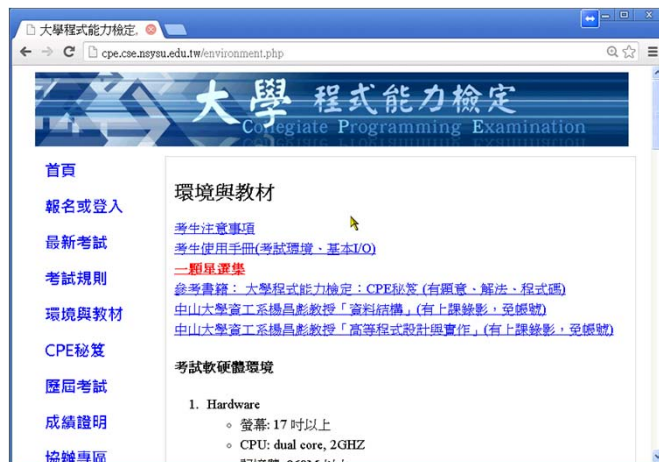 大學程式能力檢定,
cpe.cse.nsysu.edu.tw/environment.php
大學 程式能力檢定
Collegiate Programming Examination
首頁
報名或登入
最新考試
考試規則
環境與教材
CPE秘笈
歷屆考試
成績證明
協辦專區
環境與教材
考生注意事項
考生使用手冊(考試環境、基本I/O)
一顆星選集
參考書籍： 大學程式能力檢定：CPE秘笈 (有題意、解法、程式碼)
中山大學資工系楊昌彪教授「資料結構」(有上課錄影，免帳號)
中山大學資工系楊昌彪教授「高等程式設計與實作」(有上課錄影，免帳號)
考試軟硬體環境
1. Hardware
◦ 螢幕: 17 吋以上
◦ CPU: dual core, 2GHZ